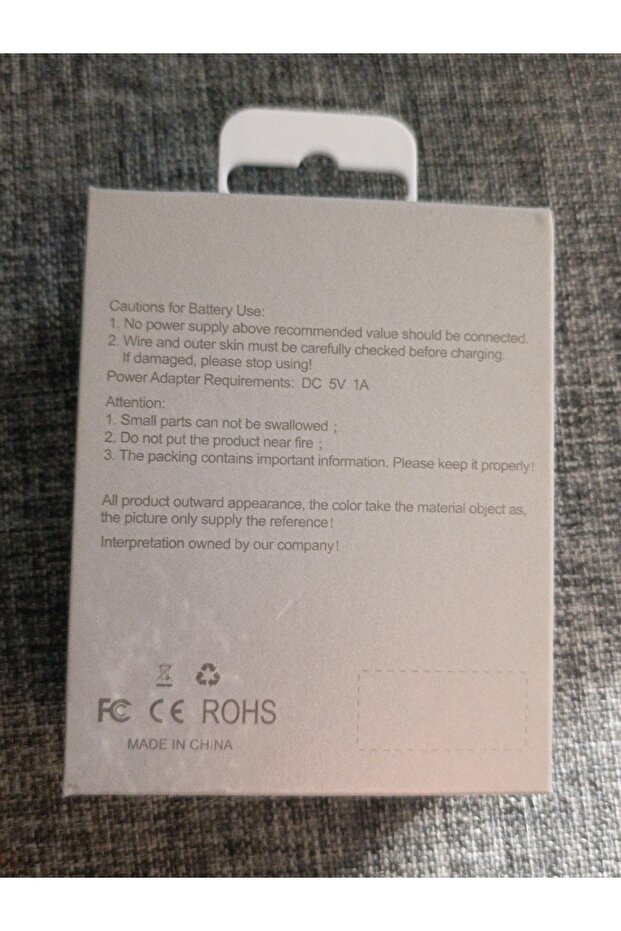 Cautions for Battery Use:
1. No power supply above recommended value should be connected.
2. Wire and outer skin must be carefully checked before charging.
If damaged, please stop using!
Power Adapter Requirements: DC 5V 1A
Attention:
1. Small parts can not be swallowed ;
2. Do not put the product near fire ;
3. The packing contains important information. Please keep it properly!
All product outward appearance, the color take the material object as,
the picture only supply the reference!
Interpretation owned by our company!
FC CE ROHS
MADE IN CHINA